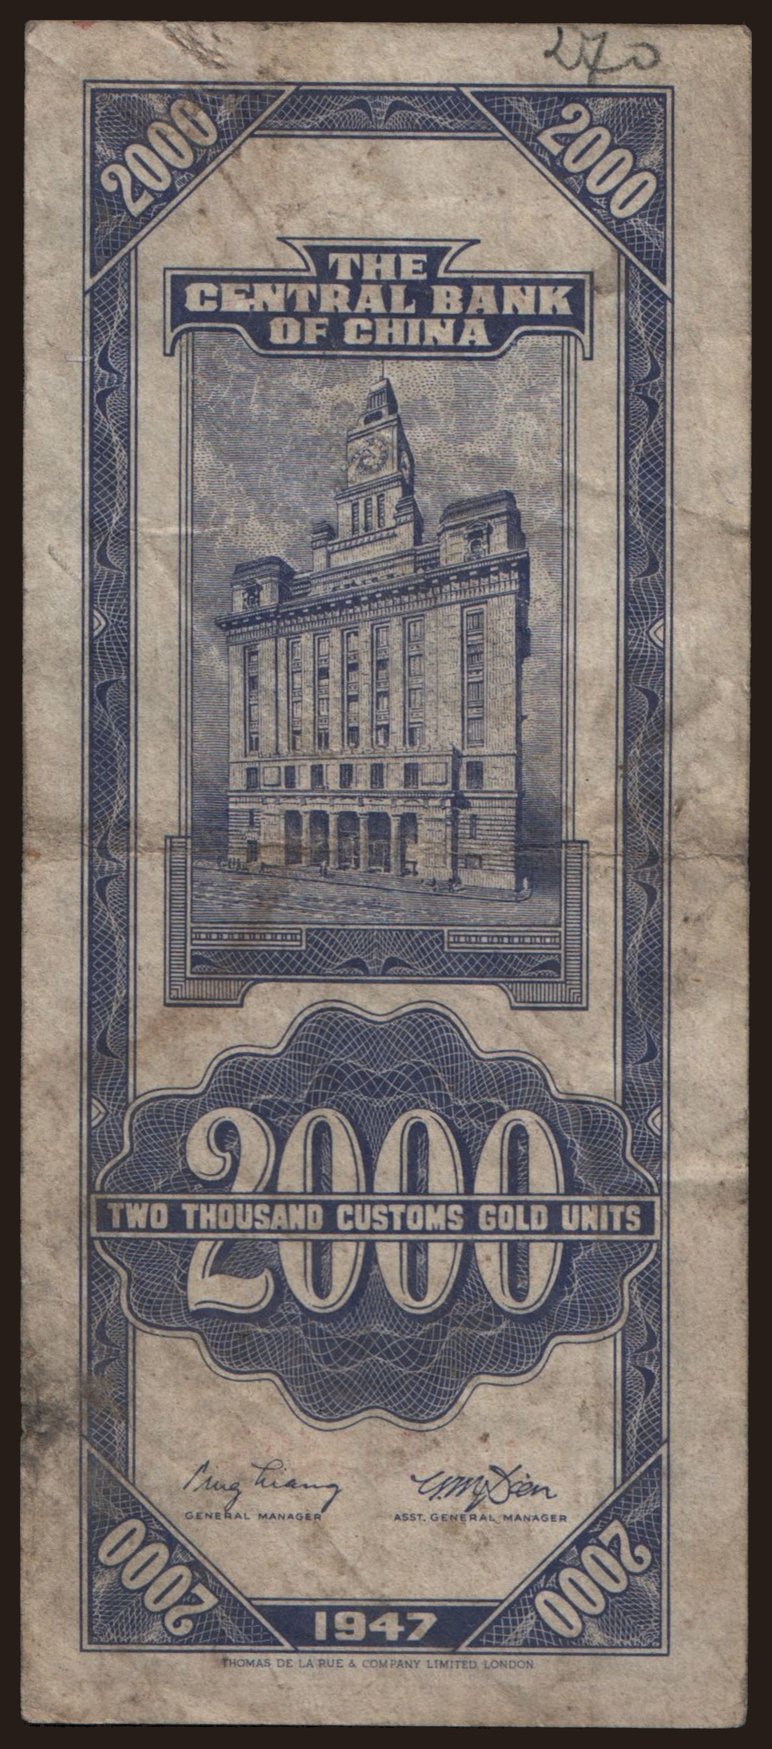 270
2000 2000
THE
CENTRAL BANK
OF CHINA
2000
TWO THOUSAND CUSTOMS GOLD UNITS
GENERAL MANAGER ASST. GENERAL MANAGER
2000 2000
1947
THOMAS DE LA RUE & COMPANY LIMITED LONDON